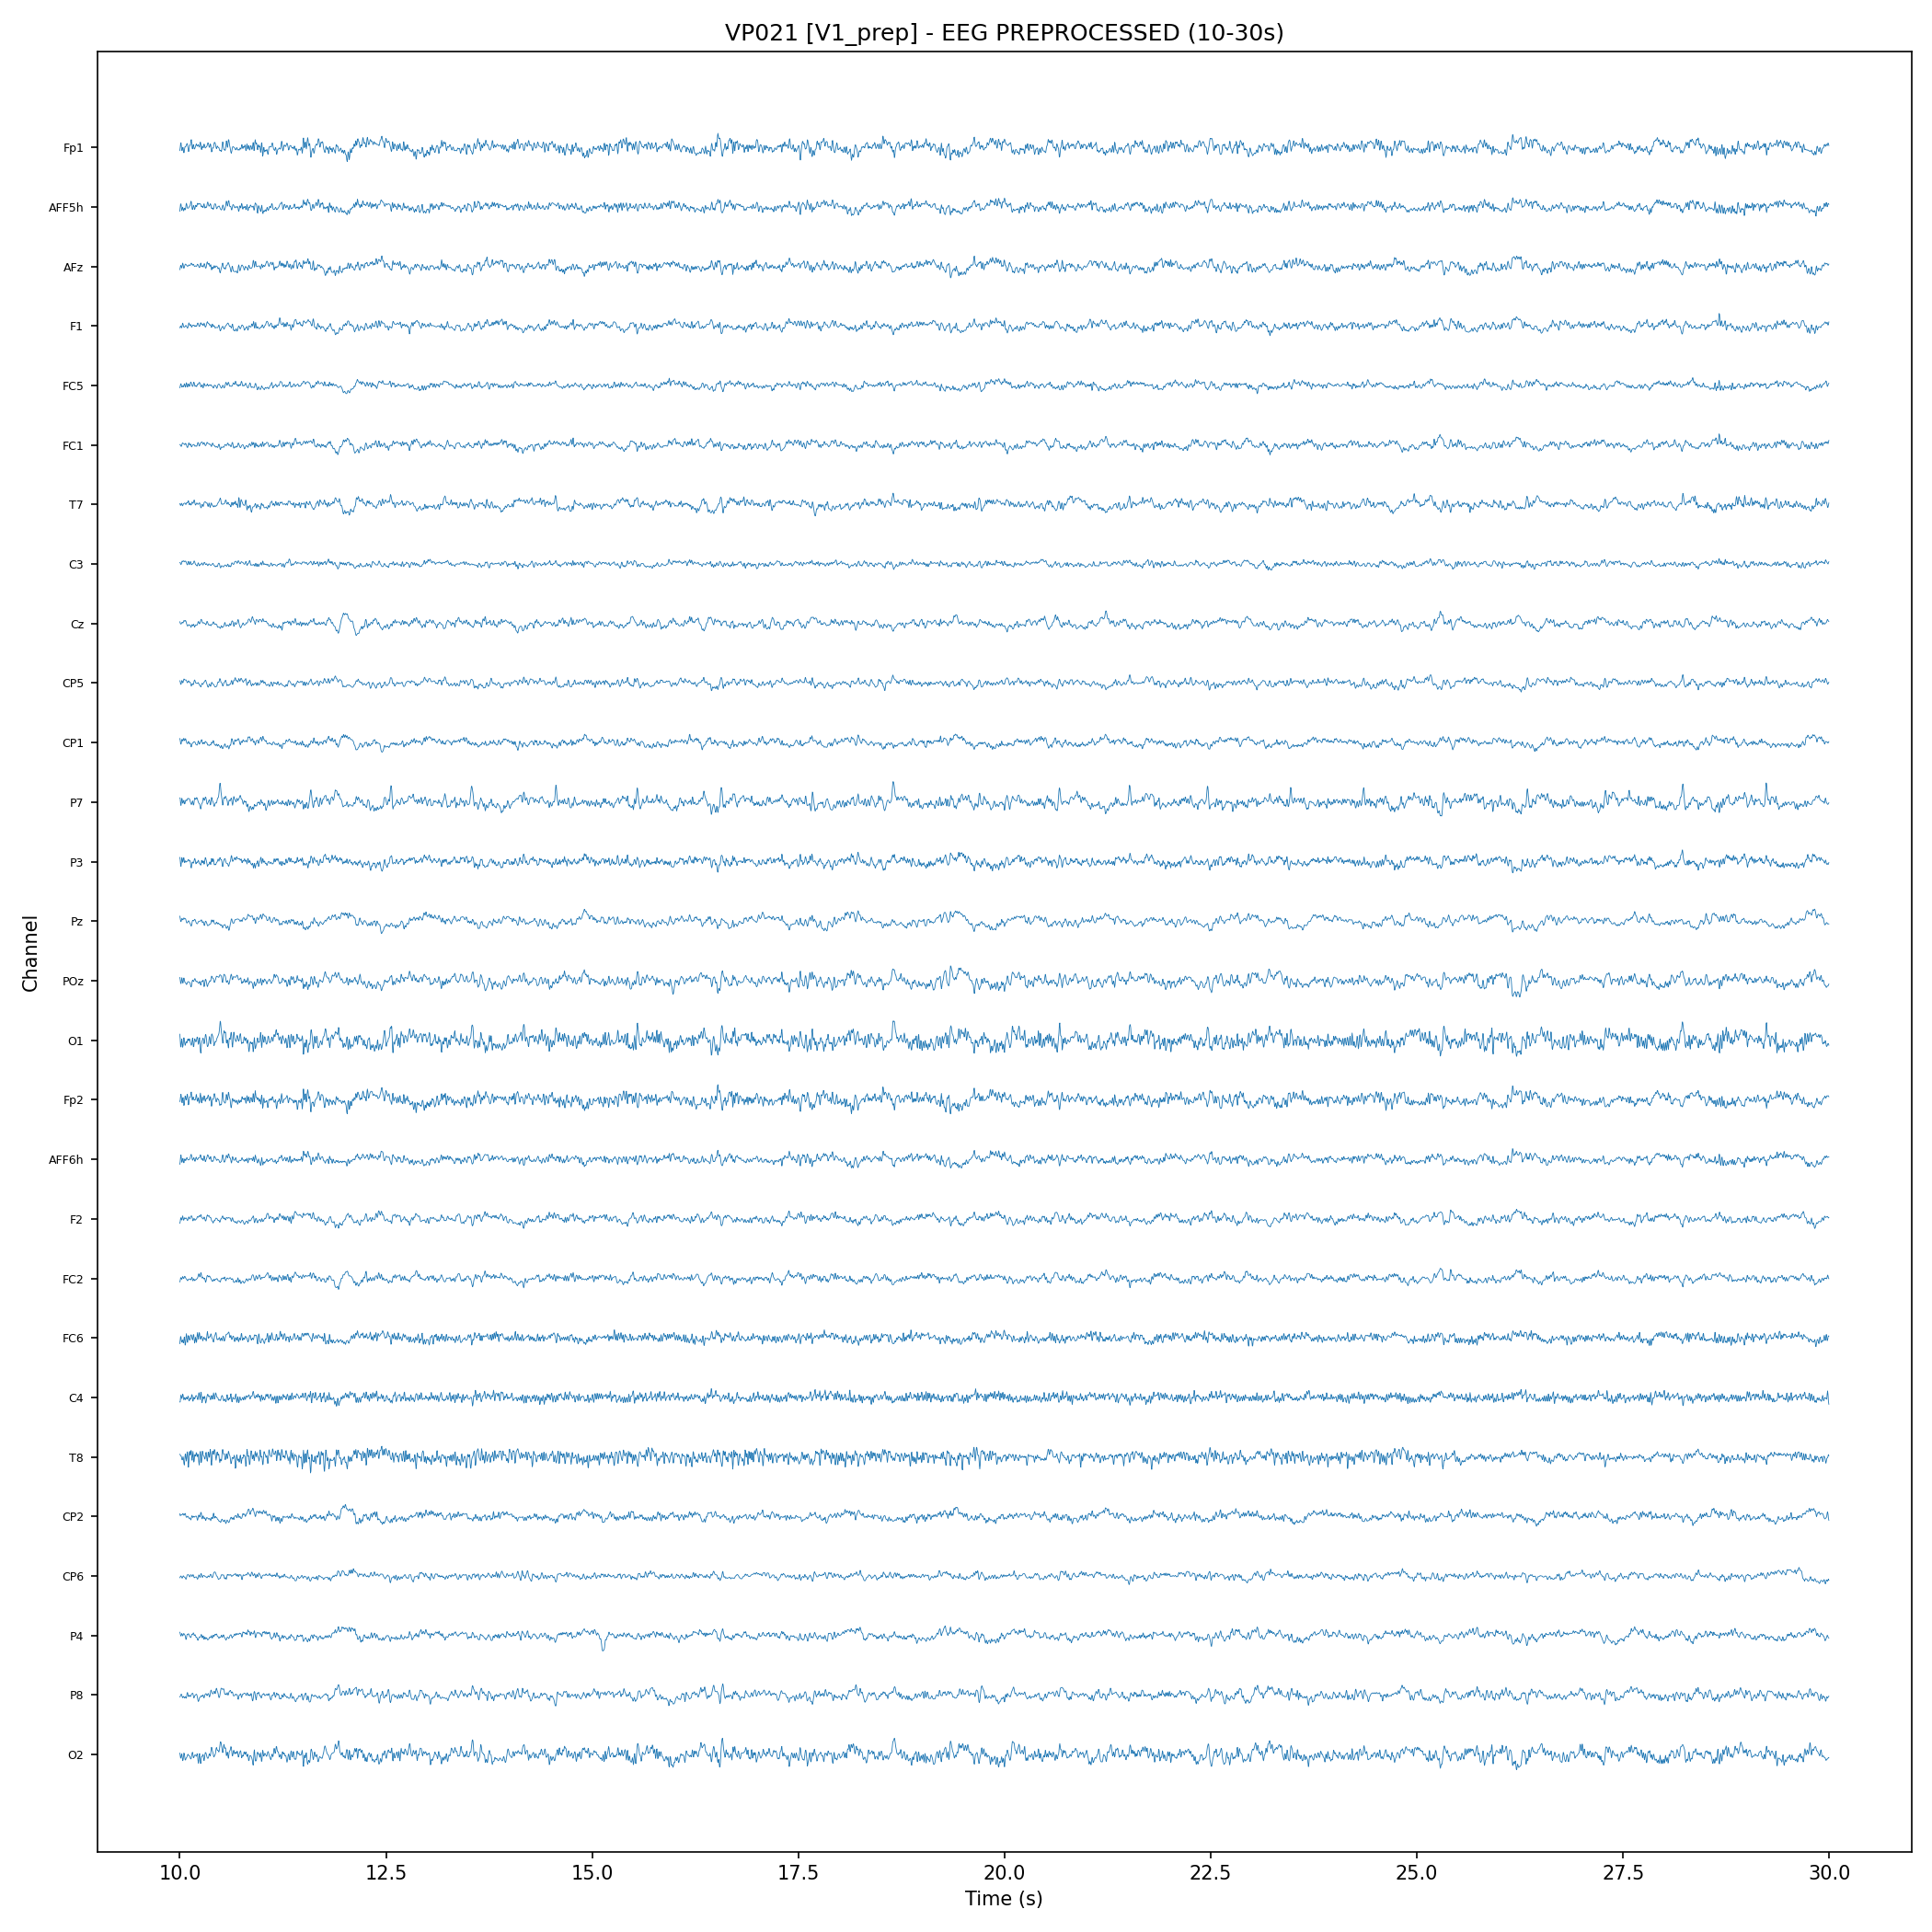 VP021 [V1_prep] - EEG PREPROCESSED (10-30s)
Fp1
AFF5h
AFz
F1
FC5
FC1
T7
C3
Cz
CP5
CP1
P7
P3
Pz
POz
O1
Fp2
AFF6h
F2
FC2
FC6
C4
T8
CP2
CP6
P4
P8
O2
Channel
10.0 12.5 15.0 17.5 20.0 22.5 25.0 27.5 30.0
Time (s)